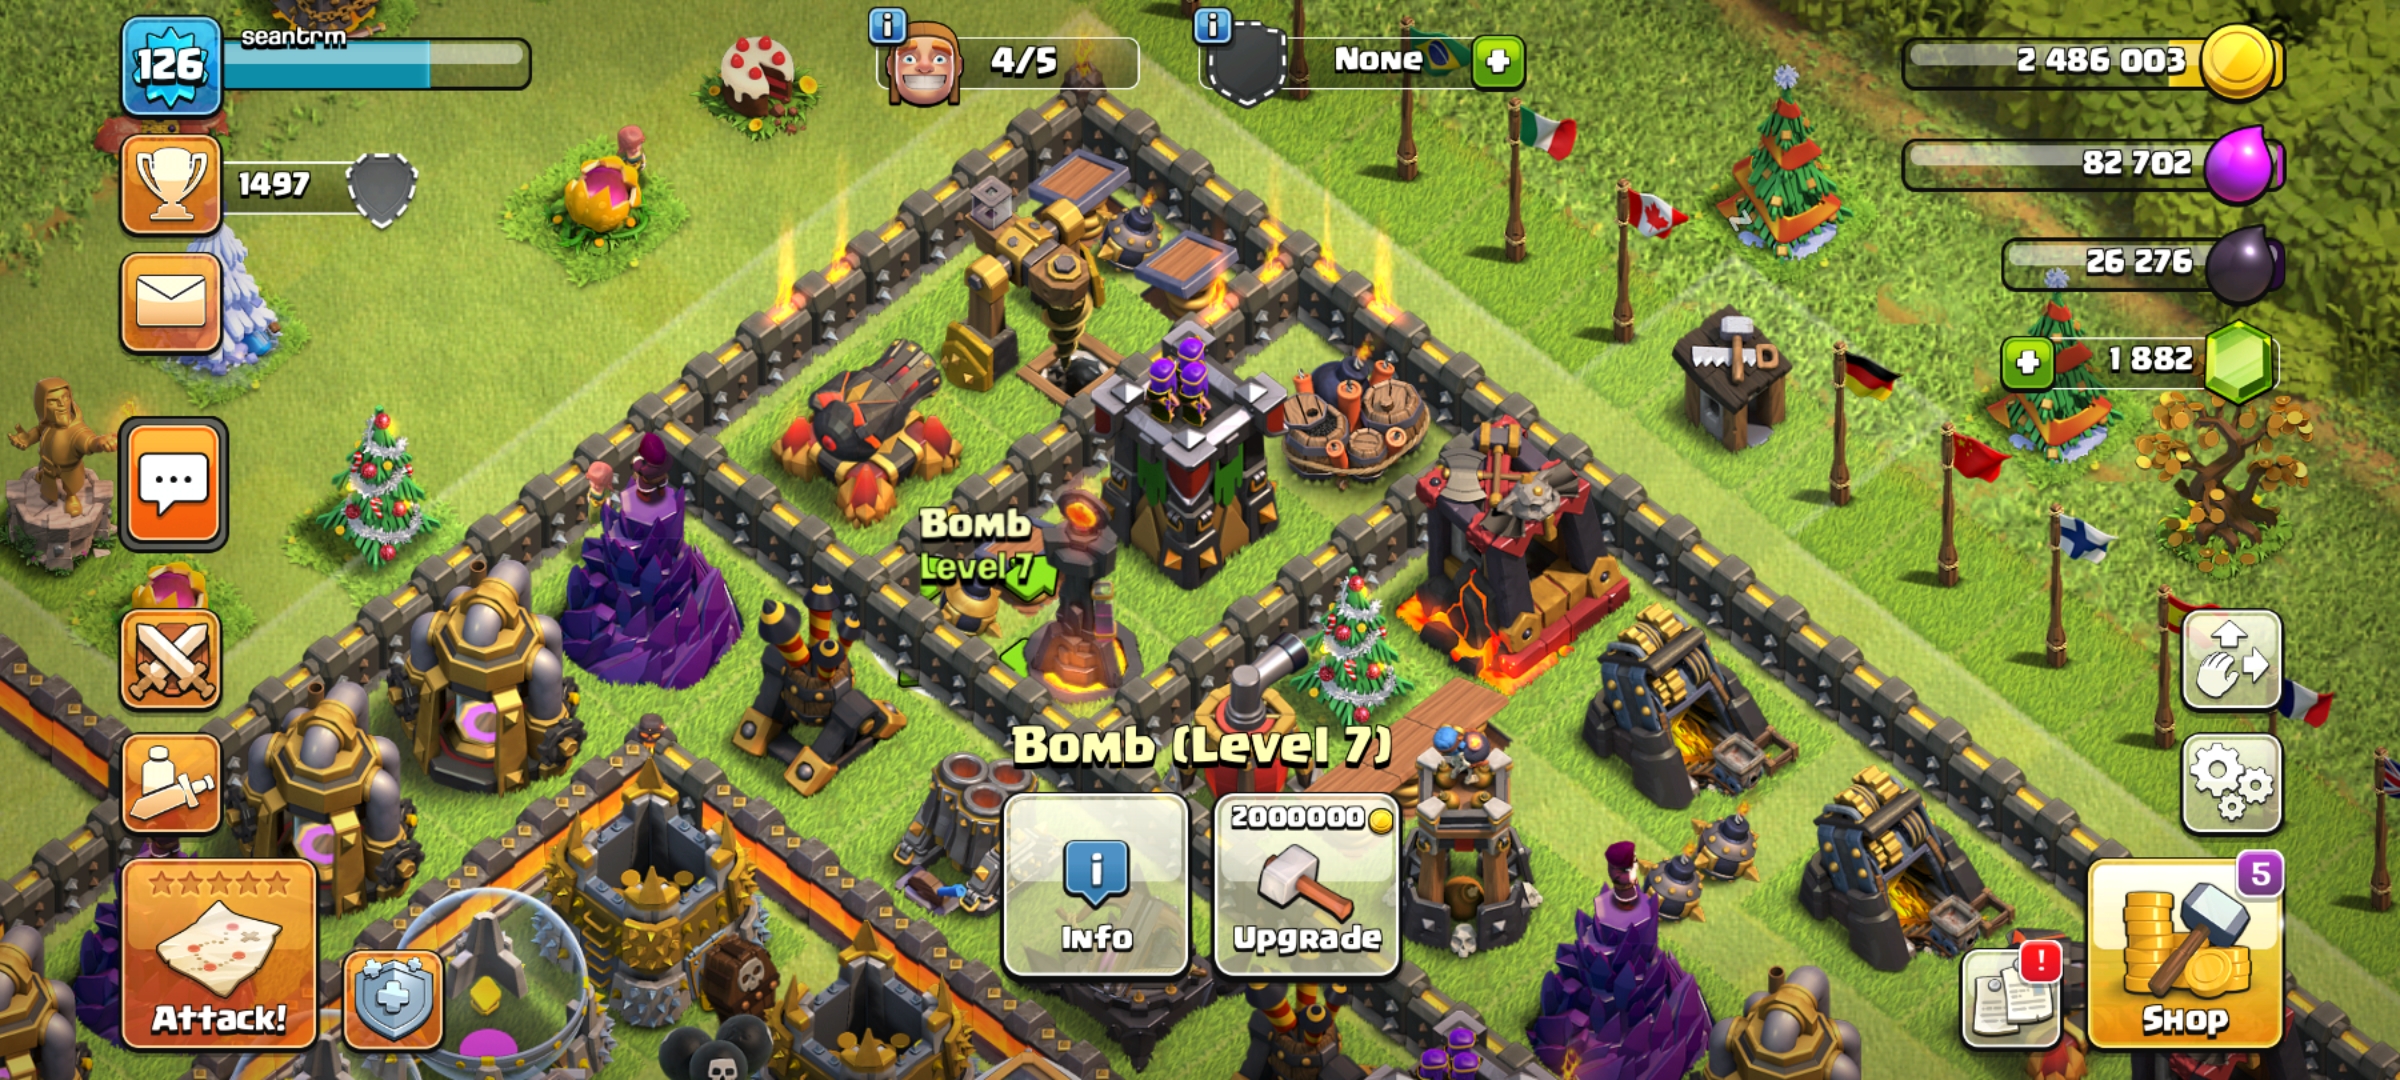 126
seantrm
4/5
None
2 486 003
1497
82 702
26 276
1 882
Bomb
Level 7
Bomb (Level 7)
Info
2000000
Upgrade
Attack!
5
!
Shop